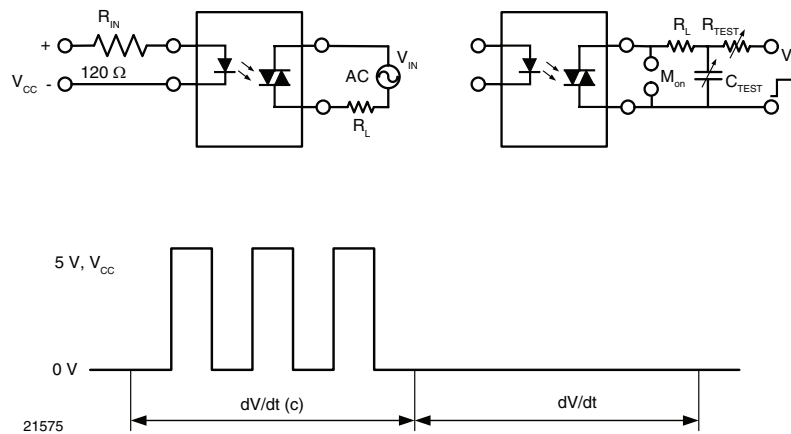 R_IN
+
120 Ω
V_CC -
V_IN
AC
R_L
R_L
R_TEST
V
M_on
C_TEST
5 V, V_CC
0 V
dV/dt (c)
dV/dt
21575